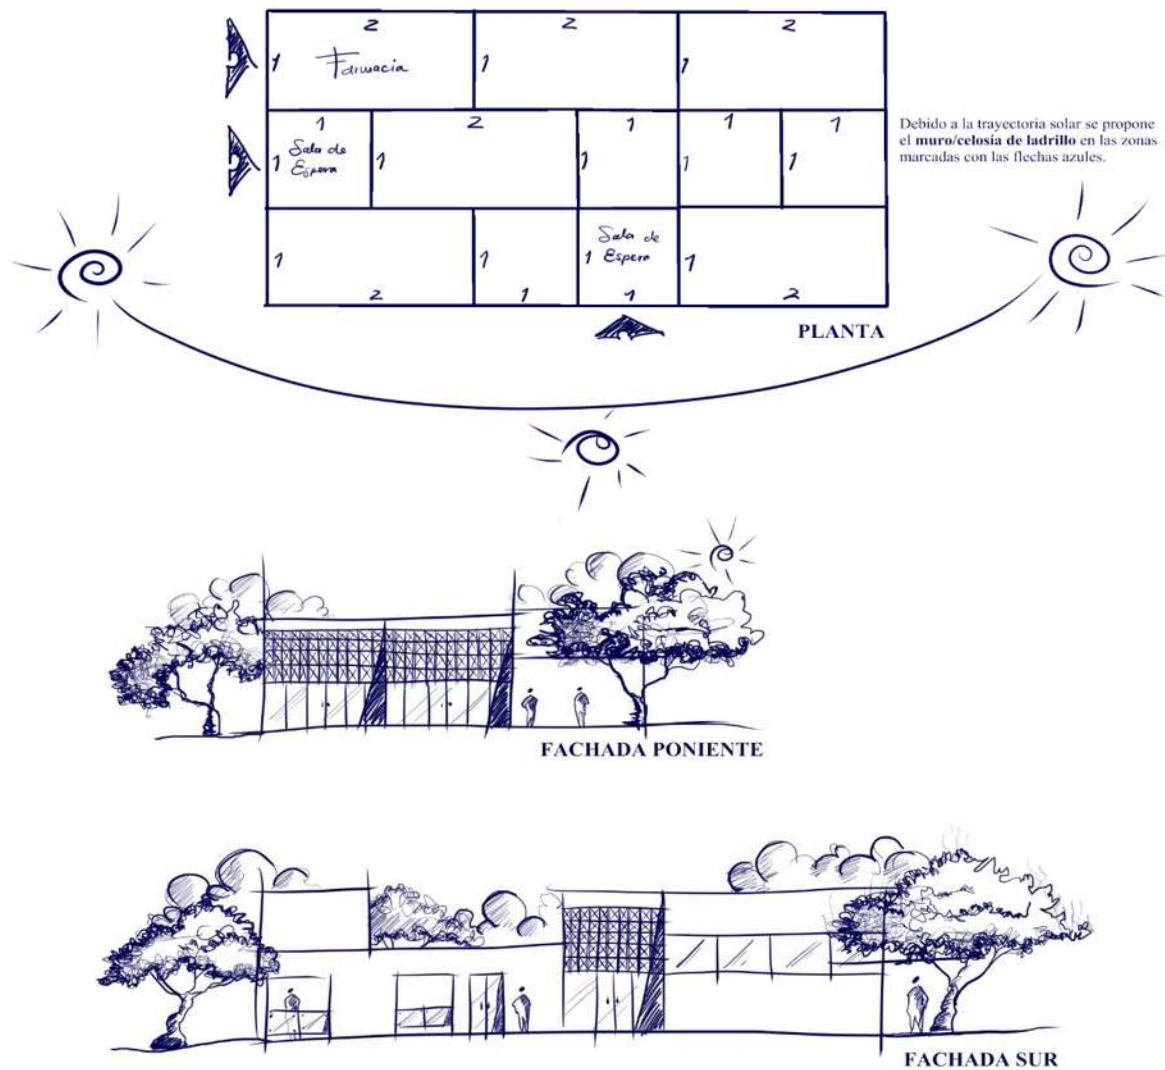 2 2 2
1 Farmacia 1 1
1 2 1 1 1
1 Sala de 1 1 1
Espera
Debido a la trayectoria solar se propone
el muro/celosía de ladrillo en las zonas
marcadas con las flechas azules.
Sala de
1 1 1 Espera 1
2 1 1 2
PLANTA
FACHADA PONIENTE
FACHADA SUR